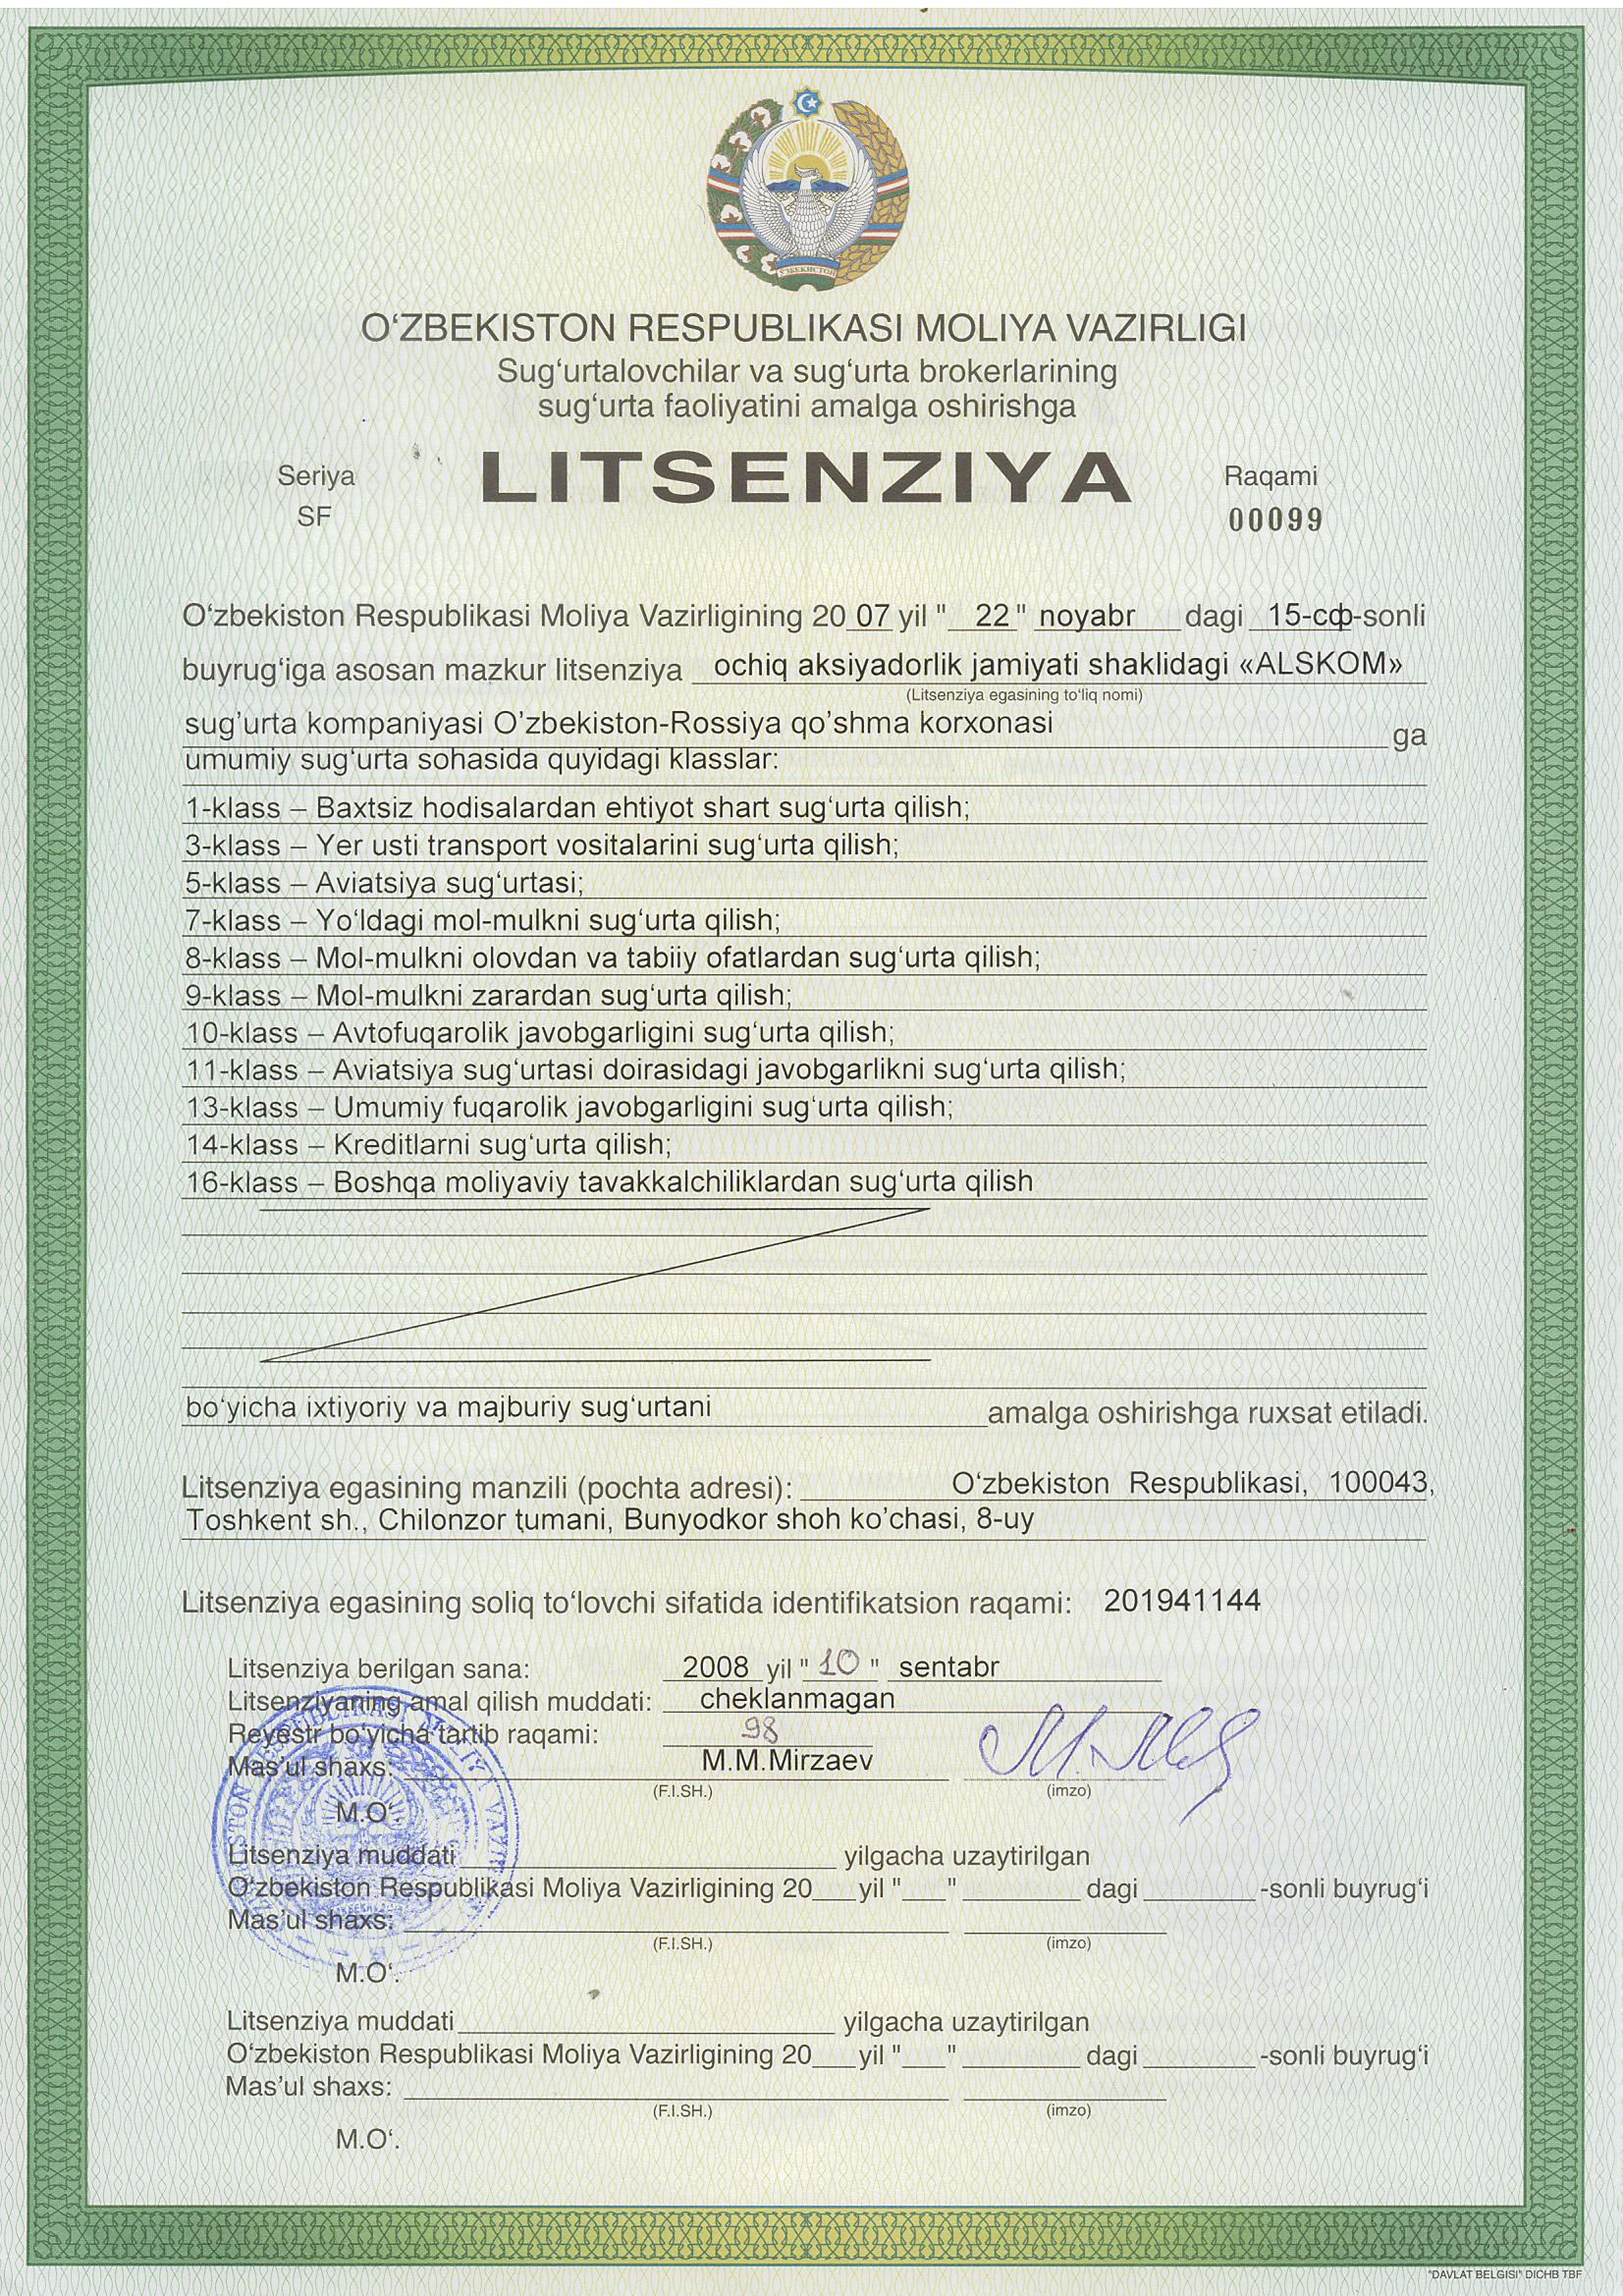 ЎЗБЕКИСТОН
O‘ZBEKISTON RESPUBLIKASI MOLIYA VAZIRLIGI
Sug‘urtalovchilar va sug‘urta brokerlarining
sug‘urta faoliyatini amalga oshirishga
Seriya
SF
LITSENZIYA
Raqami
00099
O‘zbekiston Respublikasi Moliya Vazirligining 20 07 yil " 22 " noyabr dagi 15-сф-sonli
buyrug‘iga asosan mazkur litsenziya ochiq aksiyadorlik jamiyati shaklidagi «ALSKOM»
(Litsenziya egasining to‘liq nomi)
sug’urta kompaniyasi O’zbekiston-Rossiya qo’shma korxonasi ga
umumiy sug‘urta sohasida quyidagi klasslar:
1-klass – Baxtsiz hodisalardan ehtiyot shart sug‘urta qilish;
3-klass – Yer usti transport vositalarini sug‘urta qilish;
5-klass – Aviatsiya sug‘urtasi;
7-klass – Yo‘ldagi mol-mulkni sug‘urta qilish;
8-klass – Mol-mulkni olovdan va tabiiy ofatlardan sug‘urta qilish;
9-klass – Mol-mulkni zarardan sug‘urta qilish;
10-klass – Avtofuqarolik javobgarligini sug‘urta qilish;
11-klass – Aviatsiya sug‘urtasi doirasidagi javobgarlikni sug‘urta qilish;
13-klass – Umumiy fuqarolik javobgarligini sug‘urta qilish;
14-klass – Kreditlarni sug‘urta qilish;
16-klass – Boshqa moliyaviy tavakkalchiliklardan sug‘urta qilish
bo‘yicha ixtiyoriy va majburiy sug‘urtani amalga oshirishga ruxsat etiladi.
Litsenziya egasining manzili (pochta adresi): O‘zbekiston Respublikasi, 100043,
Toshkent sh., Chilonzor tumani, Bunyodkor shoh ko’chasi, 8-uy
Litsenziya egasining soliq to‘lovchi sifatida identifikatsion raqami: 201941144
Litsenziya berilgan sana: 2008 yil " 10 " sentabr
Litsenziyaning amal qilish muddati: cheklanmagan
Reyestr bo‘yicha tartib raqami: 98
Mas’ul shaxs: M.M.Mirzaev
(F.I.SH.) (imzo)
M.O‘.
Litsenziya muddati yilgacha uzaytirilgan
O‘zbekiston Respublikasi Moliya Vazirligining 20___ yil "___" ________ dagi ________ -sonli buyrug‘i
Mas’ul shaxs:
(F.I.SH.) (imzo)
M.O‘.
Litsenziya muddati yilgacha uzaytirilgan
O‘zbekiston Respublikasi Moliya Vazirligining 20___ yil "___" ________ dagi ________ -sonli buyrug‘i
Mas’ul shaxs:
(F.I.SH.) (imzo)
M.O‘.
"DAVLAT BELGISI" DICHB TBF